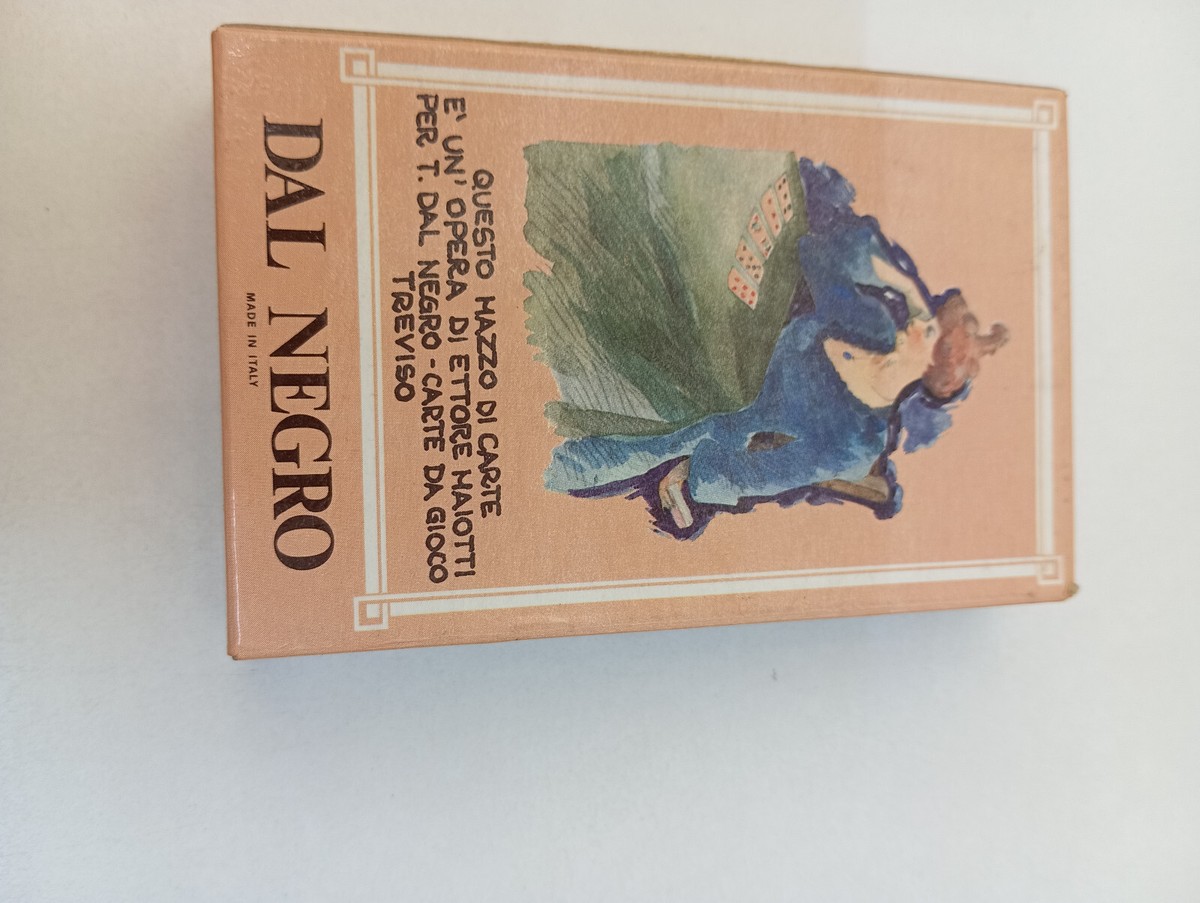 QUESTO MAZZO DI CARTE
E' UN' OPERA DI ETTORE MAIOTTI
PER T. DAL NEGRO - CARTE DA GIOCO
TREVISO
DAL NEGRO
MADE IN ITALY